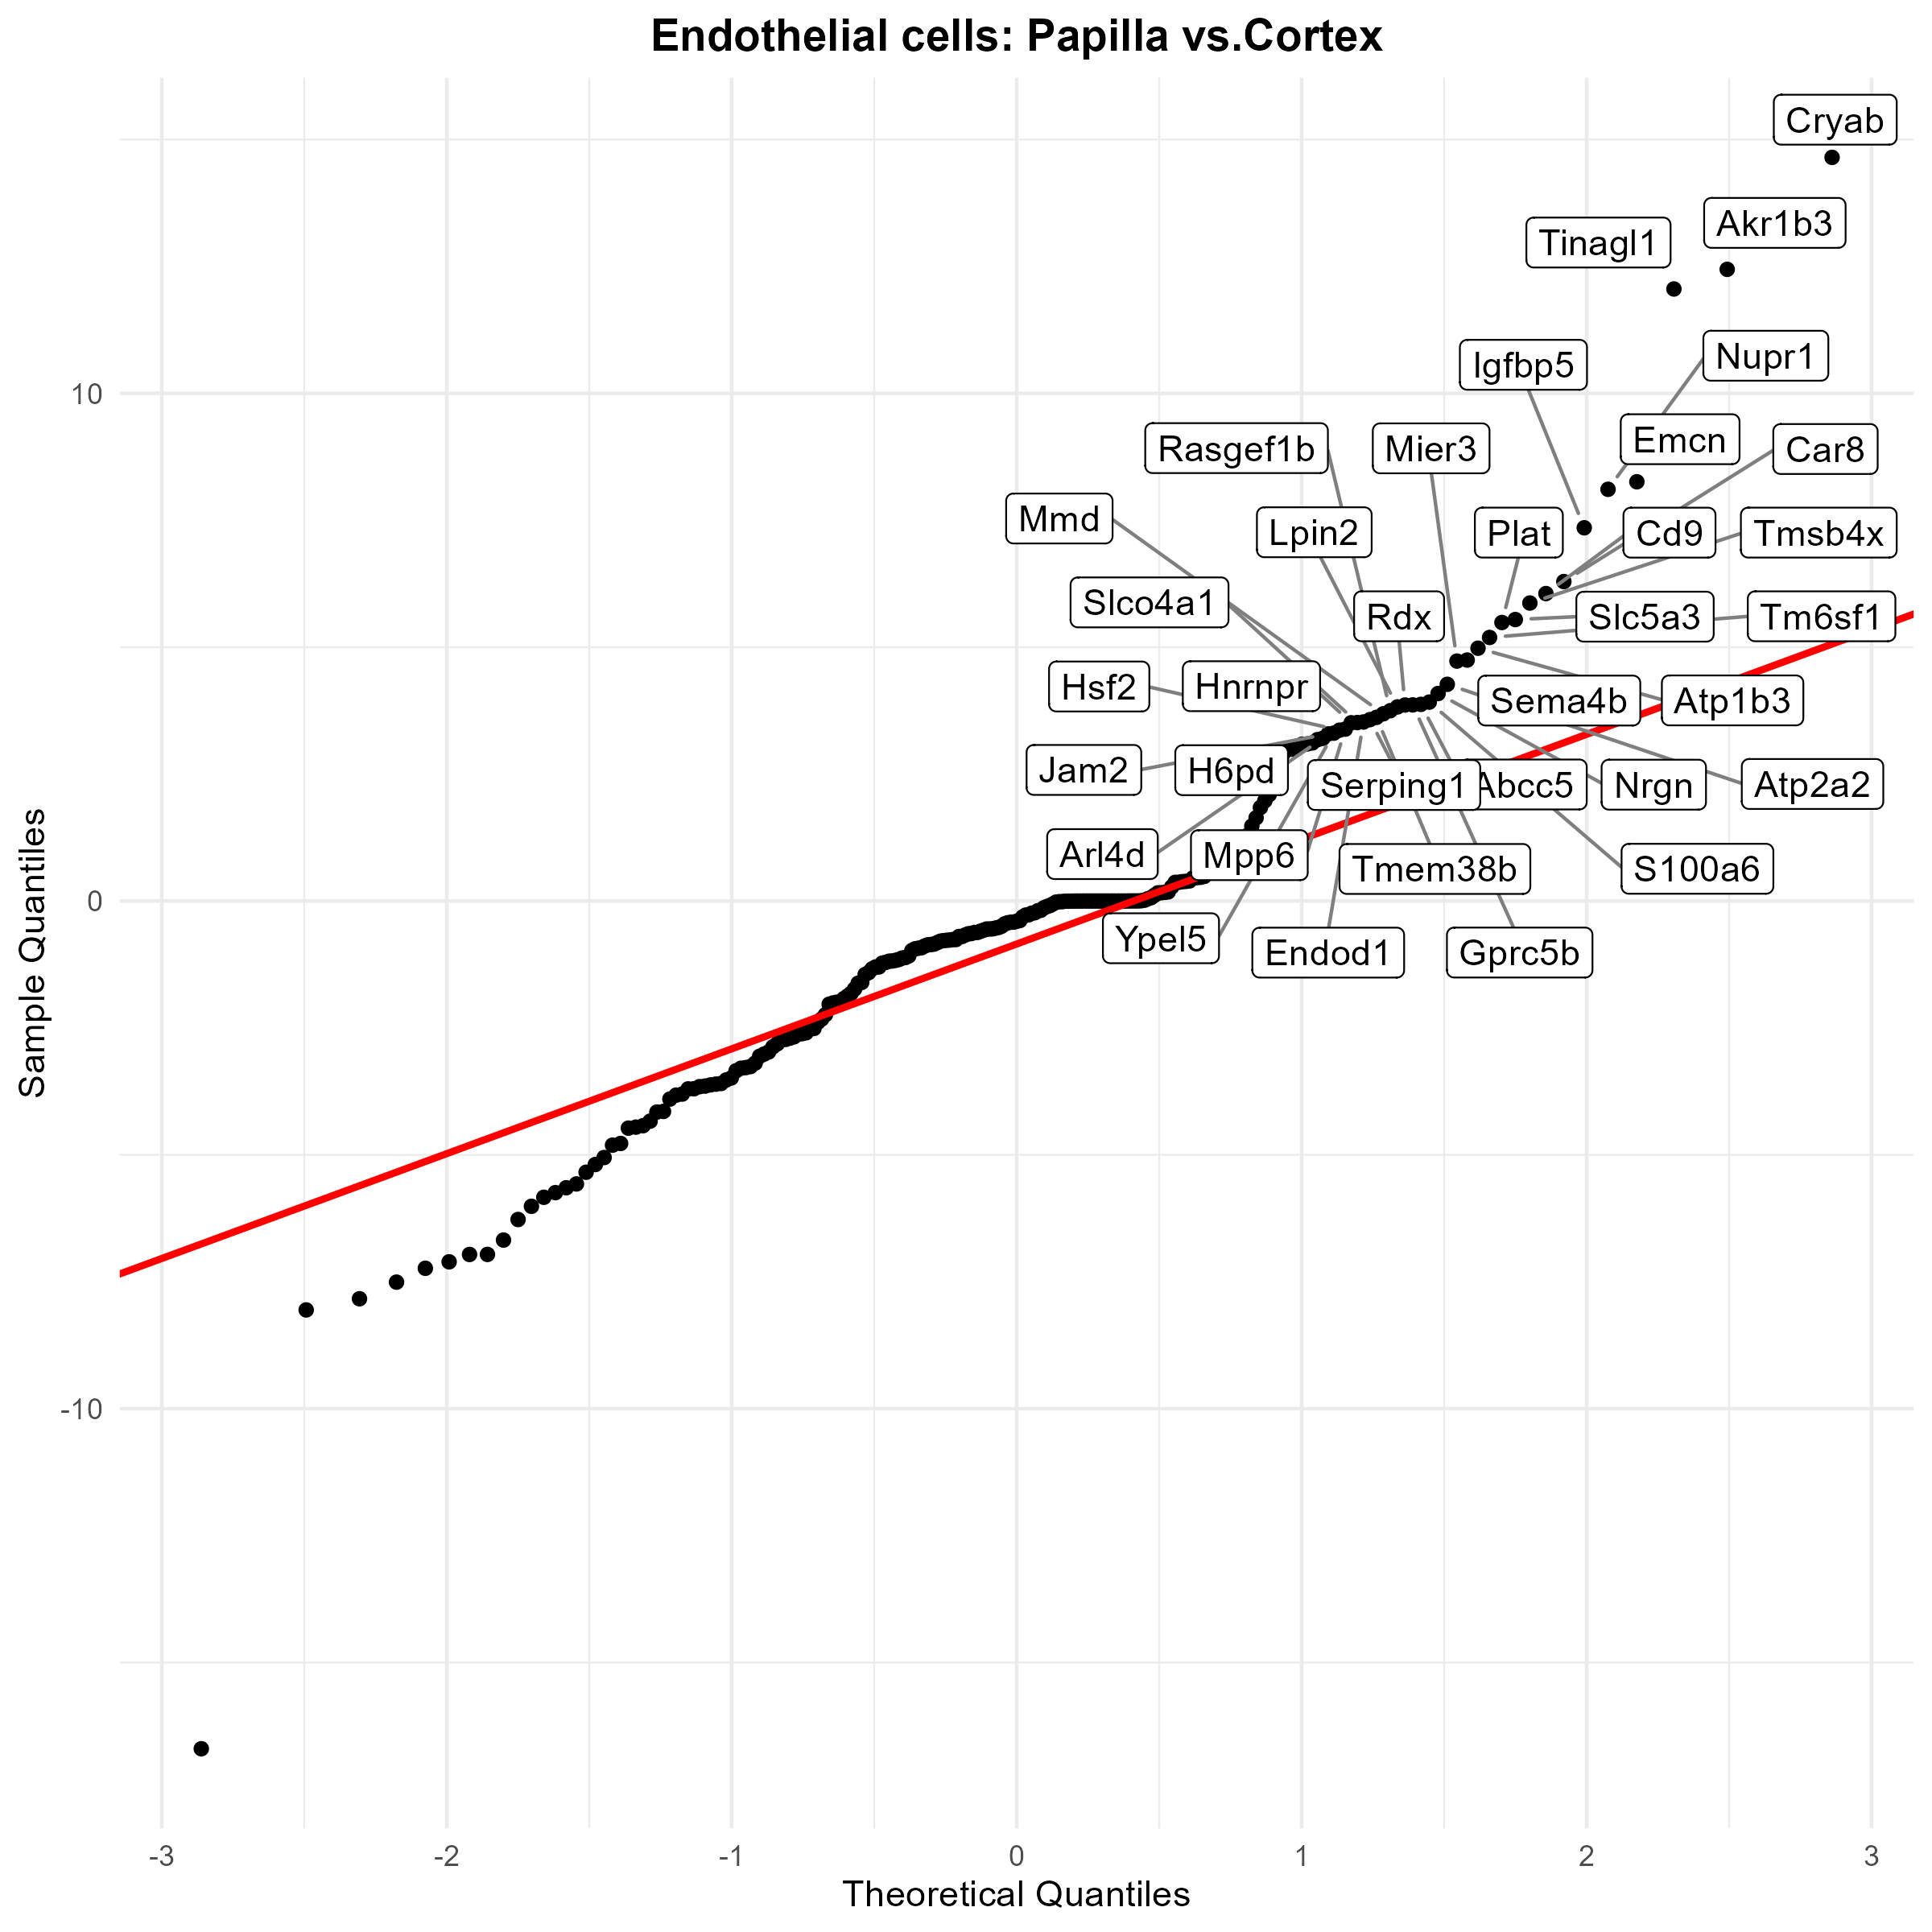 Endothelial cells: Papilla vs.Cortex
Cryab
Akr1b3
Tinagl1
Nupr1
Igfbp5
10
Emcn
Car8
Rasgef1b
Mier3
Mmd
Lpin2
Plat
Cd9
Tmsb4x
Slco4a1
Rdx
Slc5a3
Tm6sf1
Hsf2
Hnrnpr
Sema4b
Atp1b3
Jam2
H6pd
Serping1
Abcc5
Nrgn
Atp2a2
Arl4d
Mpp6
Tmem38b
S100a6
0
Ypel5
Endod1
Gprc5b
Sample Quantiles
-10
-3
-2
-1
0
1
2
3
Theoretical Quantiles